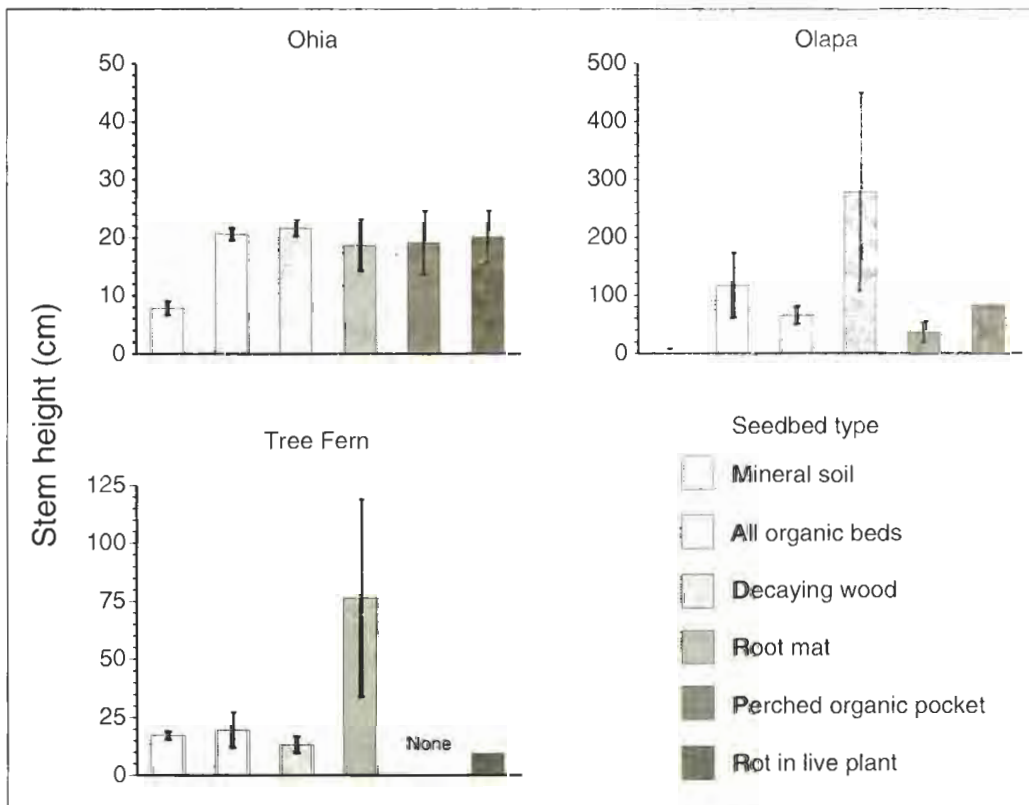 Ohia
50
40
30
20
10
0
Olapa
500
400
300
200
100
0
Stem height (cm)
Tree Fern
125
100
75
50
25
0
None
Seedbed type
Mineral soil
All organic beds
Decaying wood
Root mat
Perched organic pocket
Rot in live plant